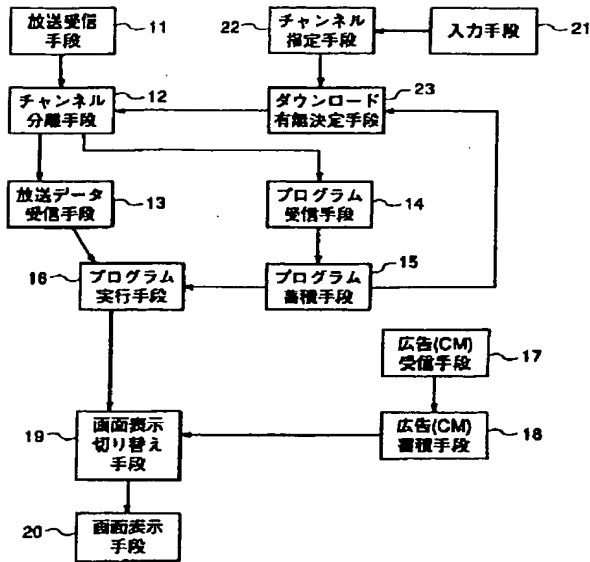 放送受信
手段
11
チャンネル
指定手段
22
入力手段
21
チャンネル
分離手段
12
ダウンロード
有無決定手段
23
放送データ
受信手段
13
プログラム
受信手段
14
プログラム
実行手段
16
プログラム
蓄積手段
15
広告(CM)
受信手段
17
画面表示
切り替え
手段
19
広告(CM)
蓄積手段
18
画面表示
手段
20